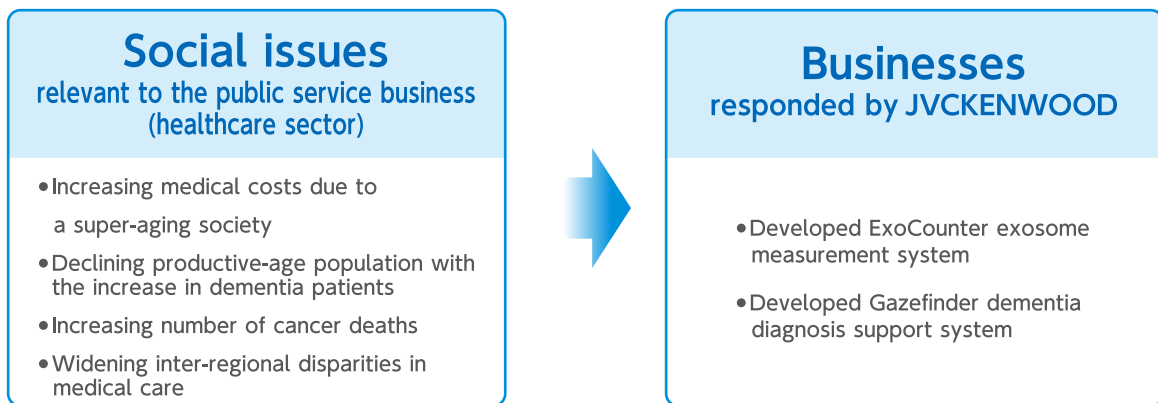 Social issues
relevant to the public service business
(healthcare sector)
•Increasing medical costs due to
a super-aging society
•Declining productive-age population with
the increase in dementia patients
•Increasing number of cancer deaths
•Widening inter-regional disparities in
medical care
Businesses
responded by JVCKENWOOD
•Developed ExoCounter exosome
measurement system
•Developed Gazefinder dementia
diagnosis support system